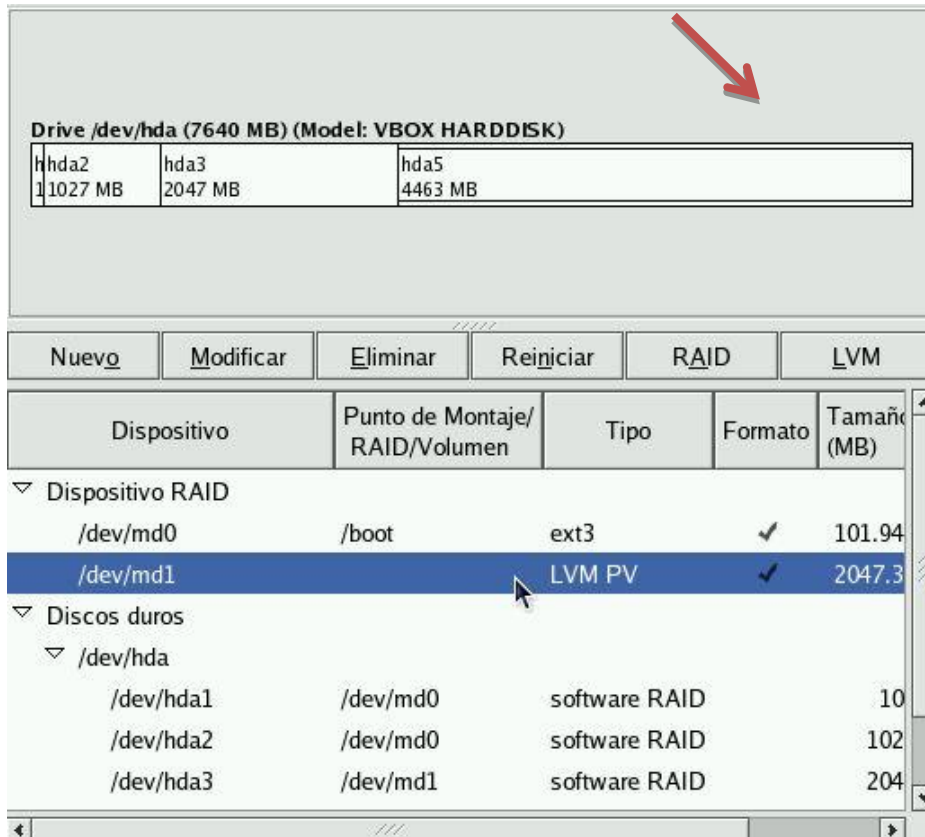 Drive /dev/hda (7640 MB) (Model: VBOX HARDDISK)
h hda2 hda3 hda5
1 1027 MB 2047 MB 4463 MB
Nuevo Modificar Eliminar Reiniciar RAID LVM
Dispositivo Punto de Montaje/ RAID/Volumen Tipo Formato Tamaño (MB)
Dispositivo RAID
/dev/md0 /boot ext3 101.94
/dev/md1 LVM PV 2047.3
Discos duros
/dev/hda
/dev/hda1 /dev/md0 software RAID 10
/dev/hda2 /dev/md0 software RAID 102
/dev/hda3 /dev/md1 software RAID 204